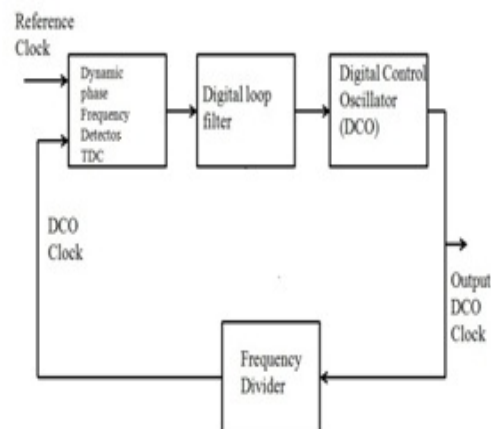 Reference
Clock
Dynamic
phase
Frequency
Detectos
TDC
Digital loop
filter
Digital Control
Oscillator
(DCO)
DCO
Clock
Output
DCO
Clock
Frequency
Divider